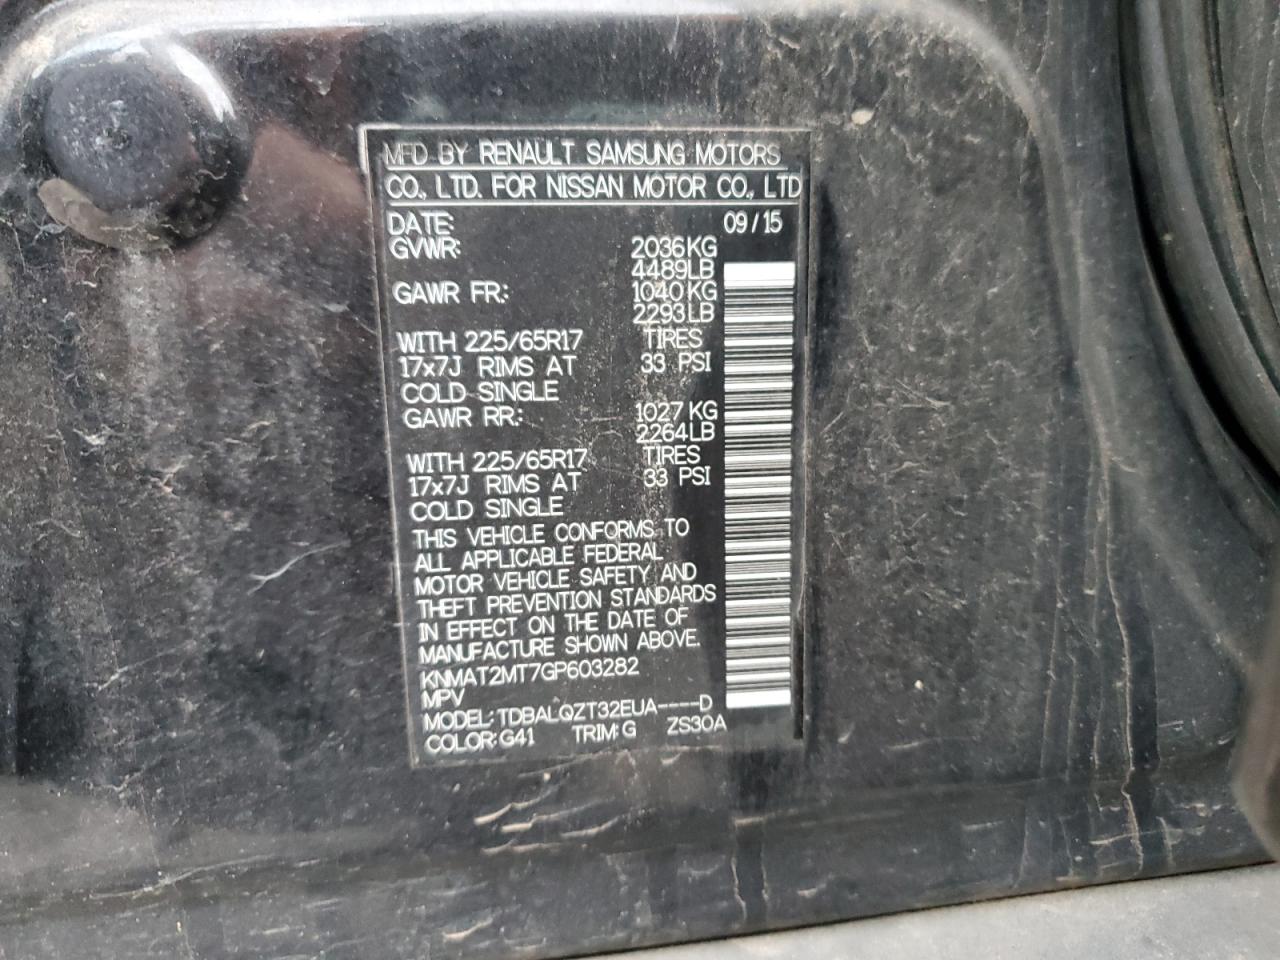 MFD BY RENAULT SAMSUNG MOTORS
CO., LTD. FOR NISSAN MOTOR CO., LTD
DATE: 09/15
GVWR: 2036KG
4489LB
GAWR FR: 1040KG
2293LB
WITH 225/65R17 TIRES
17x7J RIMS AT 33 PSI
COLD SINGLE
GAWR RR: 1027KG
2264LB
WITH 225/65R17 TIRES
17x7J RIMS AT 33 PSI
COLD SINGLE
THIS VEHICLE CONFORMS TO
ALL APPLICABLE FEDERAL
MOTOR VEHICLE SAFETY AND
THEFT PREVENTION STANDARDS
IN EFFECT ON THE DATE OF
MANUFACTURE SHOWN ABOVE.
KNMAT2MT7GP603282
MPV
MODEL: TDBALQZT32EUA----D
COLOR: G41 TRIM: G ZS30A